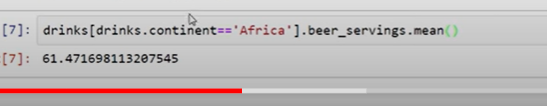 [7]: drinks[drinks.continent=='Africa'].beer_servings.mean()
[7]: 61.471698113207545